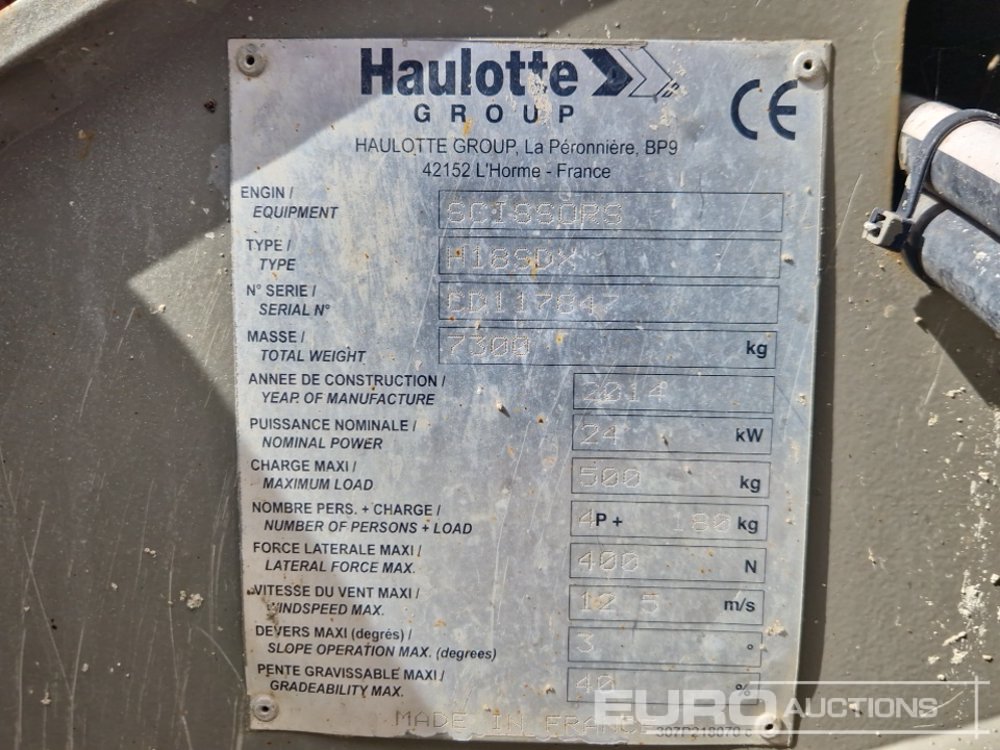 Haulotte
GROUP
CE
HAULOTTE GROUP, La Péronnière, BP9
42152 L'Horme - France
ENGIN /
EQUIPMENT
SCISSORS
TYPE /
TYPE
H18SDX
N° SERIE /
SERIAL N°
CD117847
MASSE /
TOTAL WEIGHT
7300 kg
ANNEE DE CONSTRUCTION /
YEAR OF MANUFACTURE
2014
PUISSANCE NOMINALE /
NOMINAL POWER
24 kW
CHARGE MAXI /
MAXIMUM LOAD
500 kg
NOMBRE PERS. + CHARGE /
NUMBER OF PERSONS + LOAD
4P + 180 kg
FORCE LATERALE MAXI /
LATERAL FORCE MAX.
400 N
VITESSE DU VENT MAXI /
WINDSPEED MAX.
12 5 m/s
DEVERS MAXI (degrés) /
SLOPE OPERATION MAX. (degrees)
3 °
PENTE GRAVISSABLE MAXI /
GRADEABILITY MAX.
40 %
MADE IN FRANCE
307P218070
EURO AUCTIONS